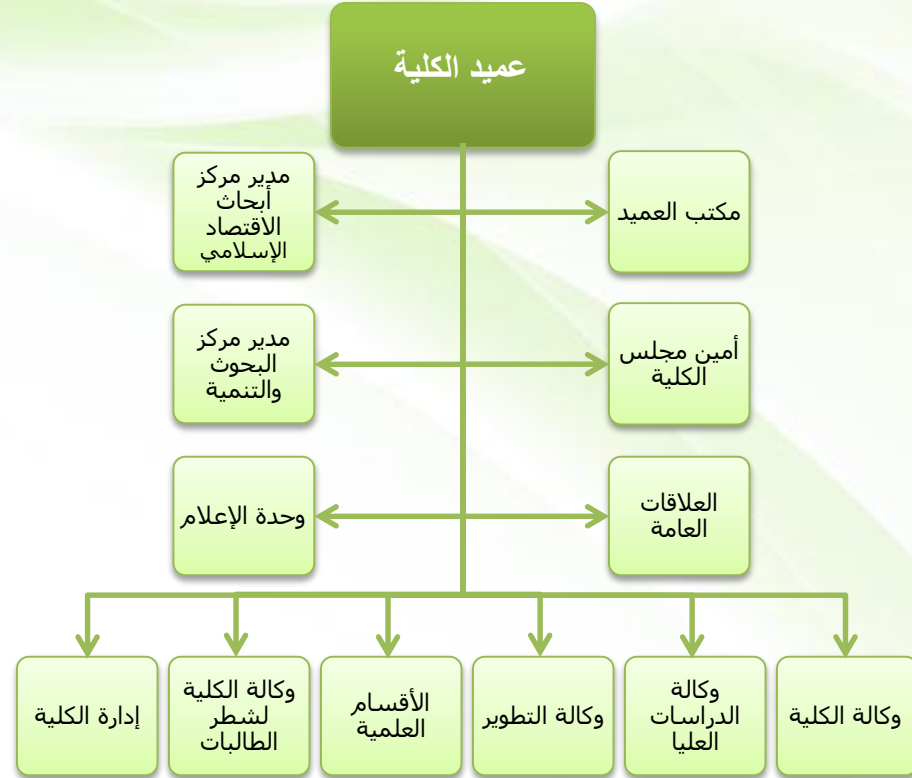 عميد الكلية
مكتب العميد
مدير مركز
أبحاث
الاقتصاد
الإسلامي
أمين مجلس
الكلية
مدير مركز
البحوث
والتنمية
العلاقات
العامة
وحدة الإعلام
وكالة الكلية
وكالة
الدراسات
العليا
وكالة التطوير
الأقسام
العلمية
وكالة الكلية
لشطر
الطالبات
إدارة الكلية